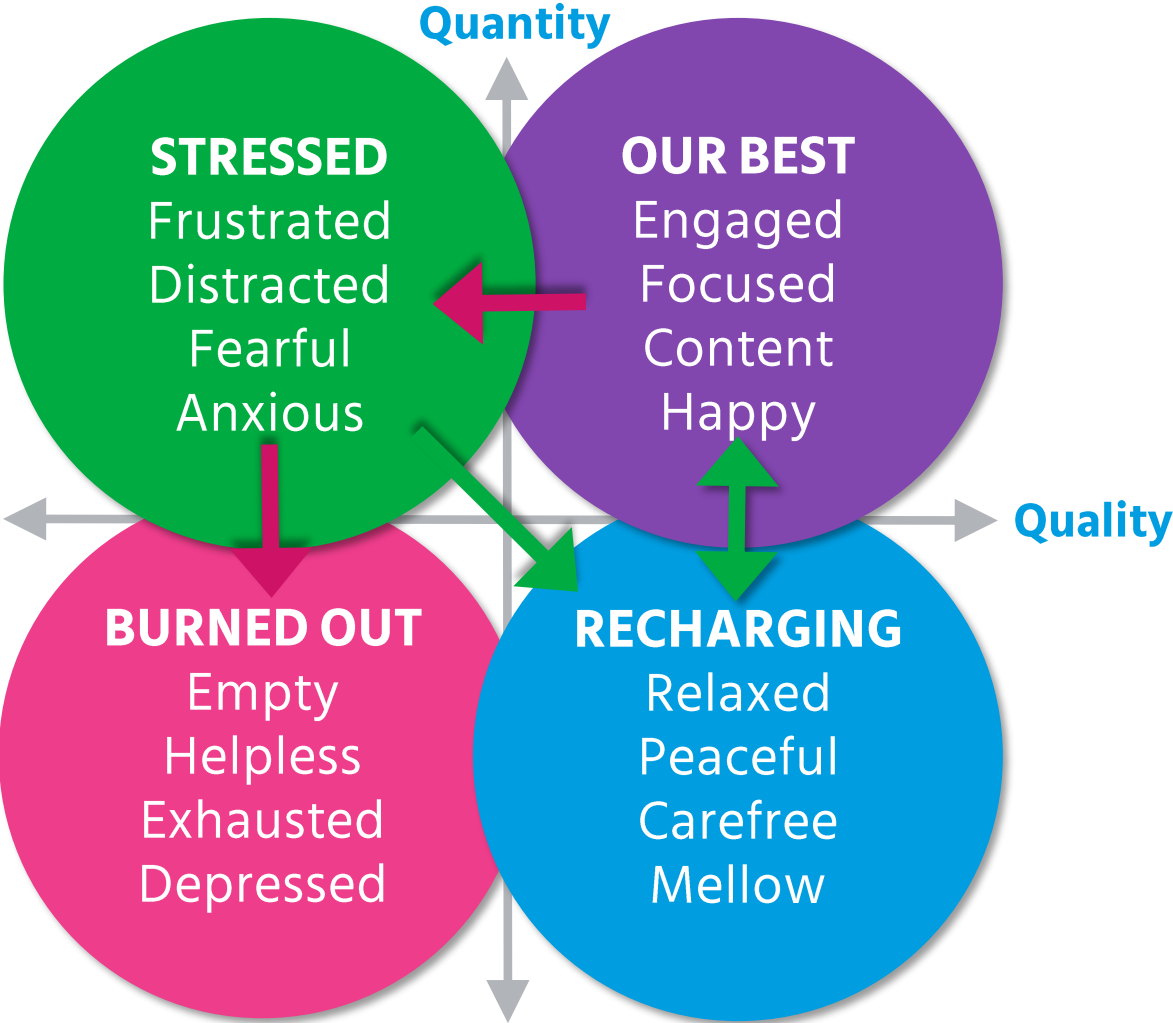 Quantity
STRESSED
Frustrated
Distracted
Fearful
Anxious
OUR BEST
Engaged
Focused
Content
Happy
Quality
BURNED OUT
Empty
Helpless
Exhausted
Depressed
RECHARGING
Relaxed
Peaceful
Carefree
Mellow